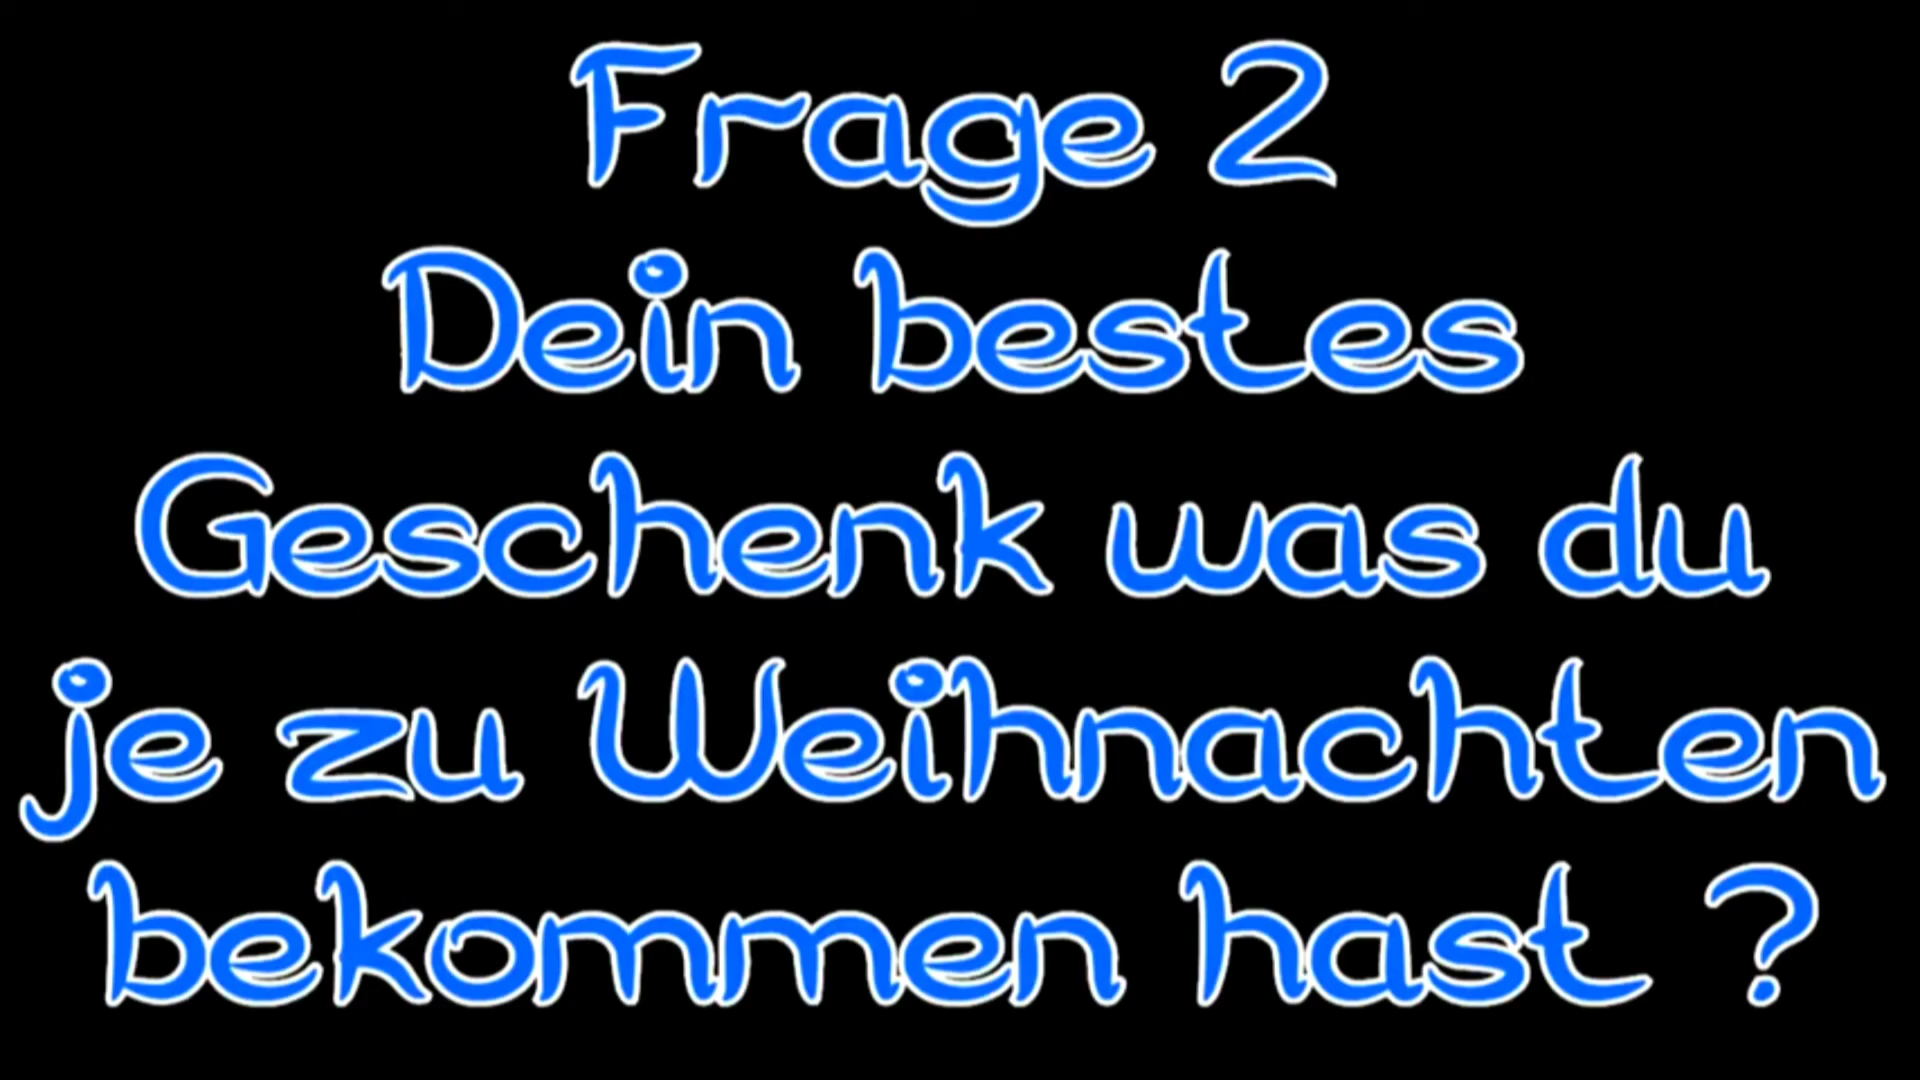 Frage 2
Dein bestes
Geschenk was du
je zu Weihnachten
bekommen hast ?